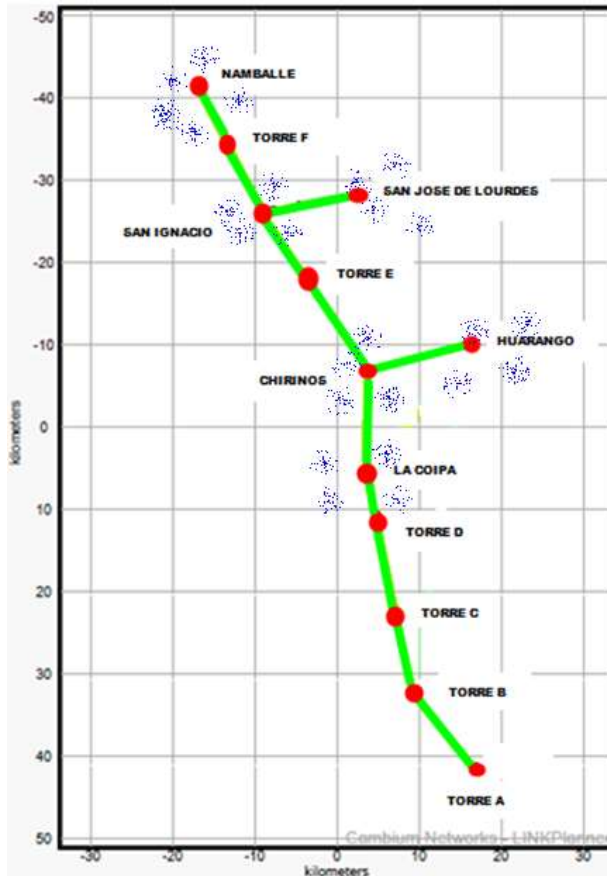 -50
-40
NAMBALLE
TORRE F
-30
SAN JOSE DE LOURDES
SAN IGNACIO
-20
TORRE E
-10
HUARANGO
CHIRINOS
kilometers
0
LA COIPA
10
TORRE D
20
TORRE C
30
TORRE B
40
TORRE A
50
Cambium Networks - LINKPlanner
-30 -20 -10 0 10 20 30
kilometers